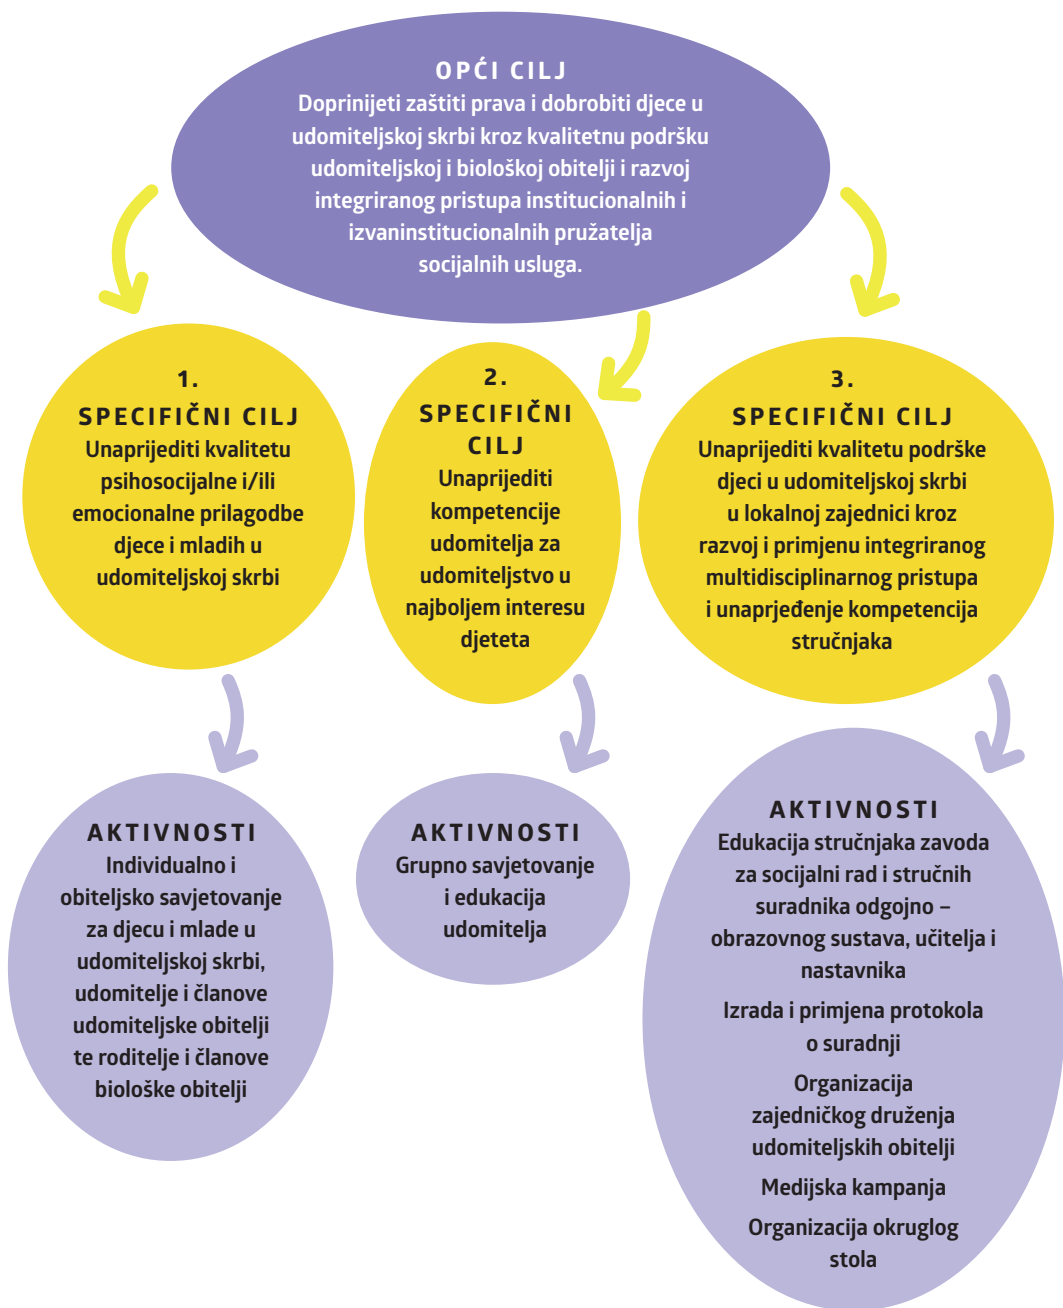 OPĆI CILJ
Doprinijeti zaštiti prava i dobrobiti djece u
udomiteljskoj skrbi kroz kvalitetnu podršku
udomiteljskoj i biološkoj obitelji i razvoj
integriranog pristupa institucionalnih i
izvaninstitucionalnih pružatelja
socijalnih usluga.
1.
SPECIFIČNI CILJ
Unaprijediti kvalitetu
psihosocijalne i/ili
emocionalne prilagodbe
djece i mladih u
udomiteljskoj skrbi
2.
SPECIFIČNI
CILJ
Unaprijediti
kompetencije
udomitelja za
udomiteljstvo u
najboljem interesu
djeteta
3.
SPECIFIČNI CILJ
Unaprijediti kvalitetu podrške
djeci u udomiteljskoj skrbi
u lokalnoj zajednici kroz
razvoj i primjenu integriranog
multidisciplinarnog pristupa
i unaprjeđenje kompetencija
stručnjaka
AKTIVNOSTI
Individualno i
obiteljsko savjetovanje
za djecu i mlade u
udomiteljskoj skrbi,
udomitelje i članove
udomiteljske obitelji
te roditelje i članove
biološke obitelji
AKTIVNOSTI
Grupno savjetovanje
i edukacija
udomitelja
AKTIVNOSTI
Edukacija stručnjaka zavoda
za socijalni rad i stručnih
suradnika odgojno –
obrazovnog sustava, učitelja i
nastavnika
Izrada i primjena protokola
o suradnji
Organizacija
zajedničkog druženja
udomiteljskih obitelji
Medijska kampanja
Organizacija okruglog
stola